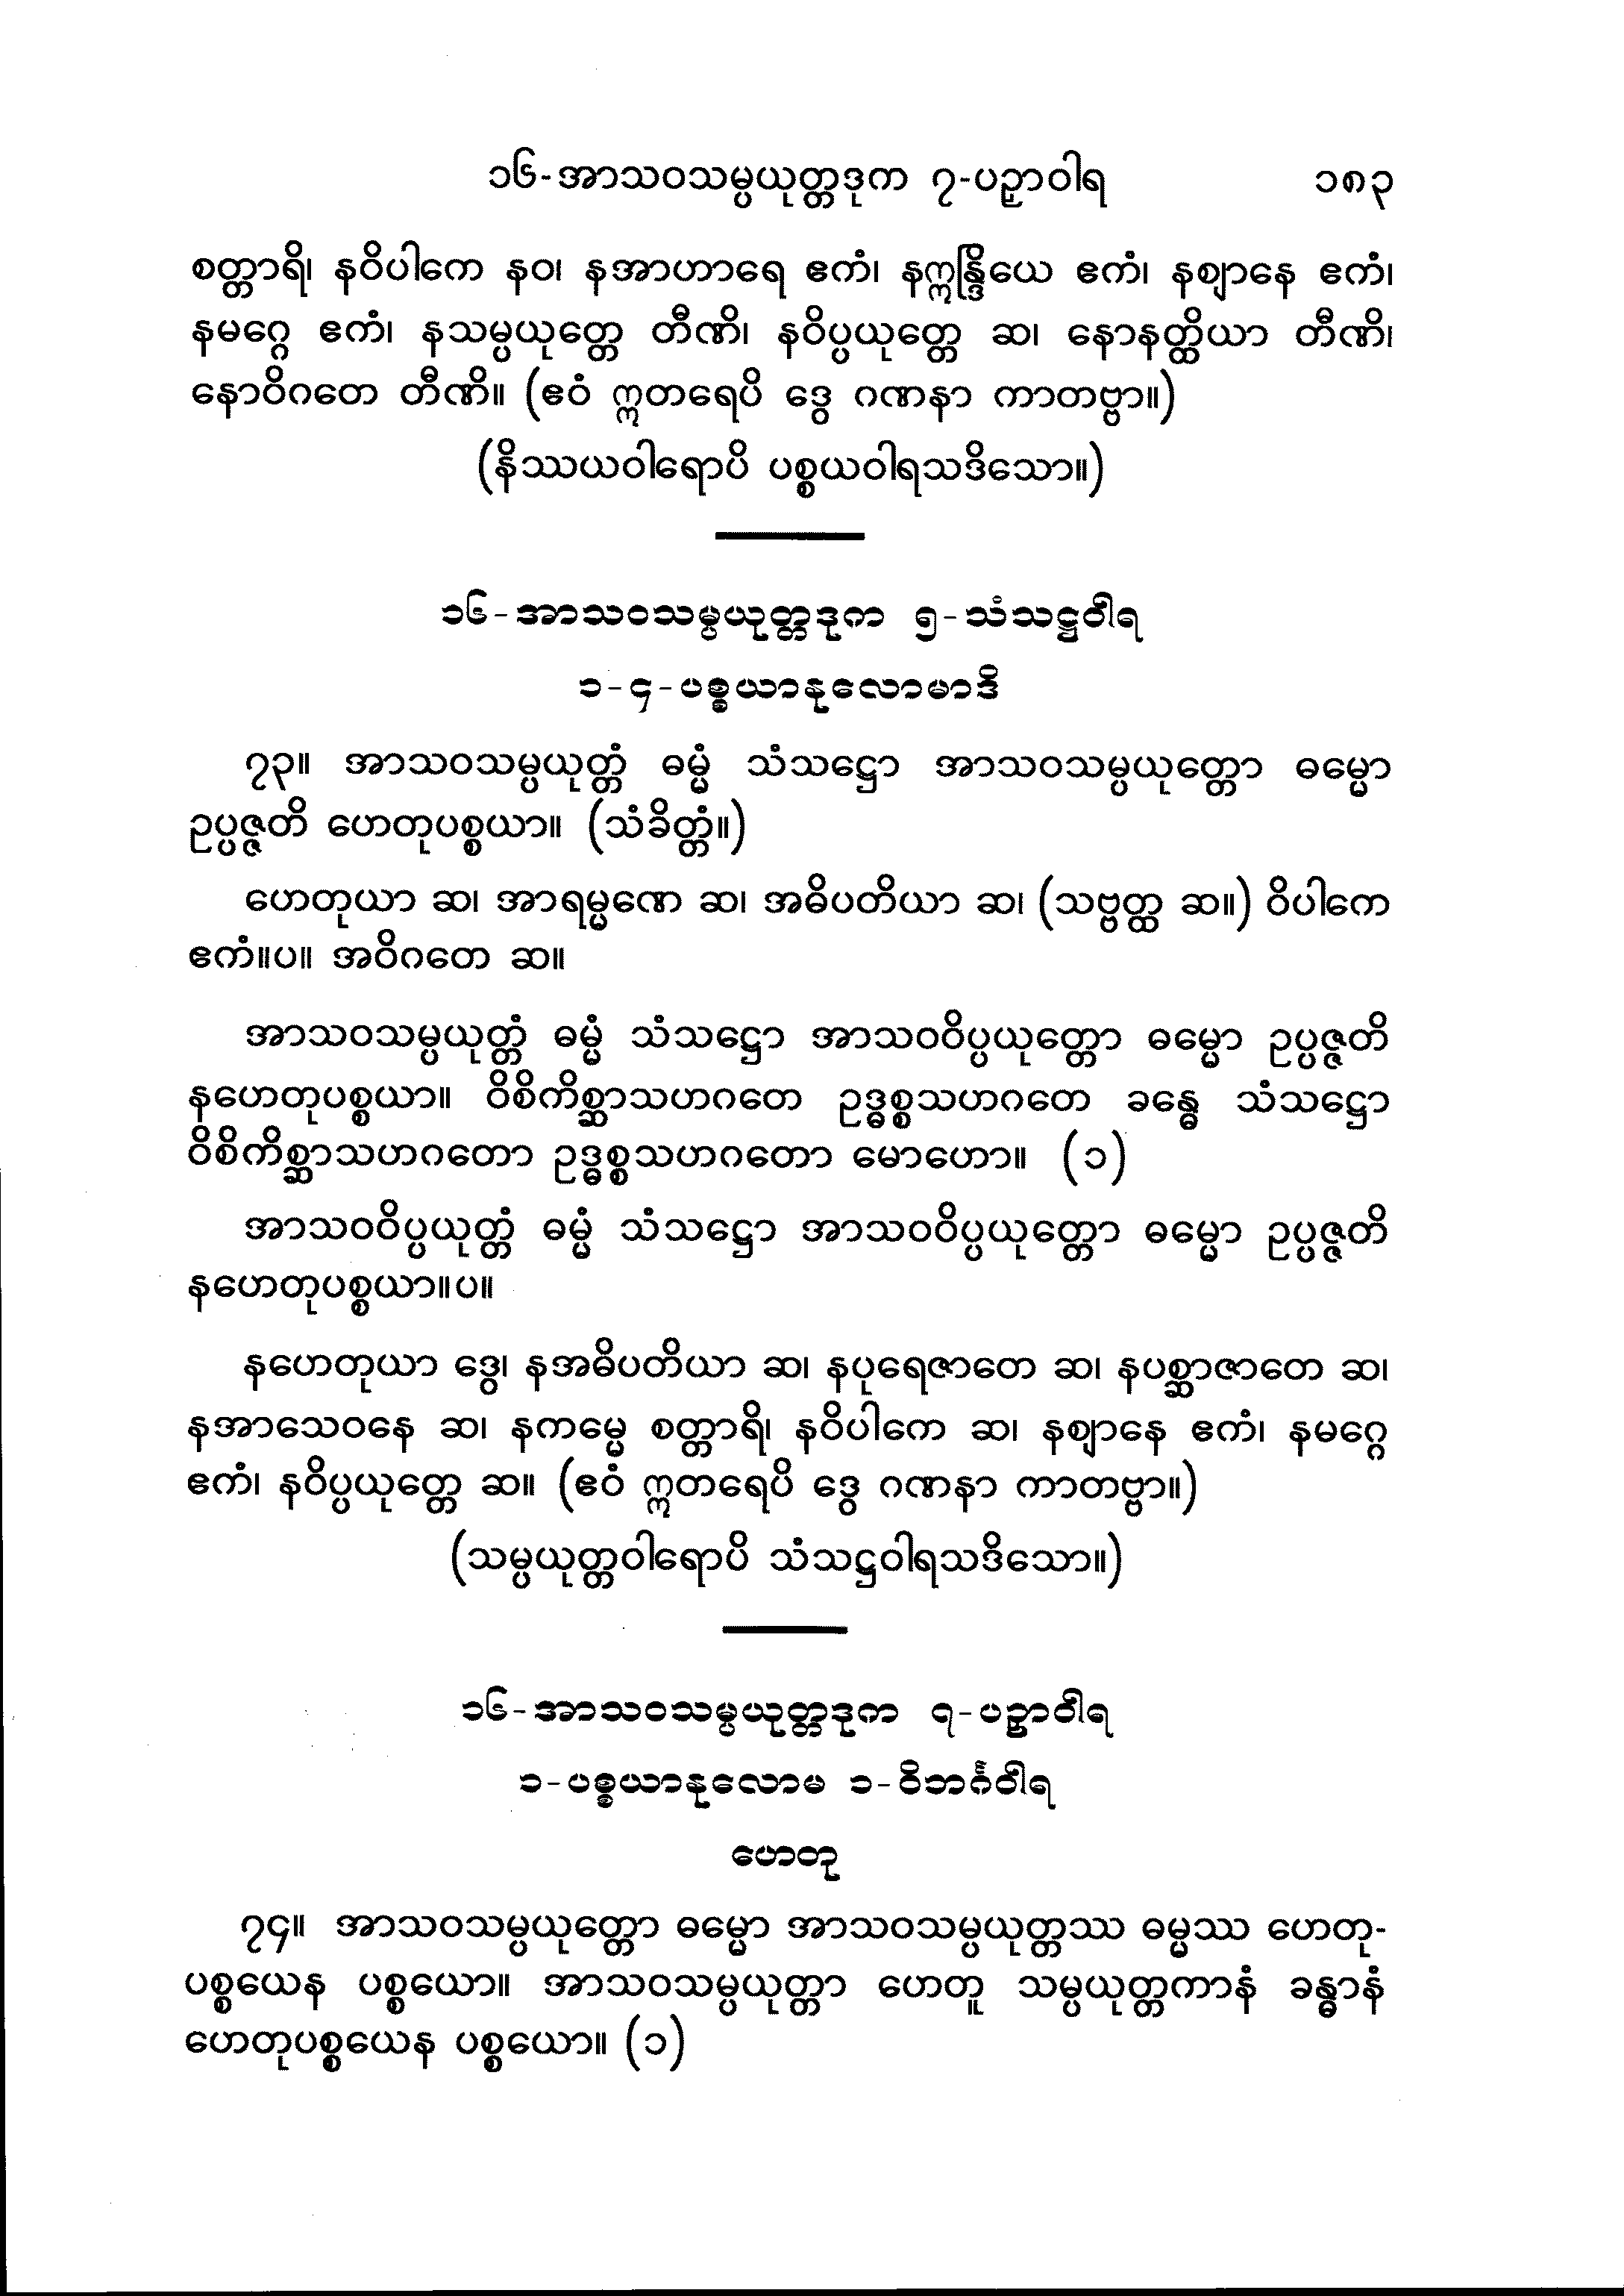 ၁၆-အာသဝသမ္ပယုတ္တဒုက ၇-ပဉှာဝါရ ၁၈၃
စတ္တာရိ၊ နဝိပါကေ နဝ၊ နအာဟာရေ ဧကံ၊ နဣန္ဒြိယေ ဧကံ၊ နဈာနေ ဧကံ၊
နမဂ္ဂေ ဧကံ၊ နသမ္ပယုတ္တေ တီဏိ၊ နဝိပ္ပယုတ္တေ ဆ၊ နောနတ္ထိယာ တီဏိ၊
နောဝိဂတေ တီဏိ။ (ဧဝံ ဣတရေပိ ဒွေ ဂဏနာ ကာတဗ္ဗာ။)
(နိဿယဝါရောပိ ပစ္စယဝါရသဒိသော။)
၁၆-အာသဝသမ္ပယုတ္တဒုက ၅-သံသဋ္ဌဝါရ
၁-၄-ပစ္စယာနုလောမာဒိ
၇၃။ အာသဝသမ္ပယုတ္တံ ဓမ္မံ သံသဋ္ဌော အာသဝသမ္ပယုတ္တော ဓမ္မော
ဥပ္ပဇ္ဇတိ ဟေတုပစ္စယာ။ (သံခိတ္တံ။)
ဟေတုယာ ဆ၊ အာရမ္မဏေ ဆ၊ အဓိပတိယာ ဆ၊ (သဗ္ဗတ္ထ ဆ။) ဝိပါကေ
ဧကံ။ပ။ အဝိဂတေ ဆ။
အာသဝသမ္ပယုတ္တံ ဓမ္မံ သံသဋ္ဌော အာသဝဝိပ္ပယုတ္တော ဓမ္မော ဥပ္ပဇ္ဇတိ
နဟေတုပစ္စယာ။ ဝိစိကိစ္ဆာသဟဂတေ ဥဒ္ဓစ္စသဟဂတေ ခန္ဓေ သံသဋ္ဌော
ဝိစိကိစ္ဆာသဟဂတော ဥဒ္ဓစ္စသဟဂတော မောဟော။ (၁)
အာသဝဝိပ္ပယုတ္တံ ဓမ္မံ သံသဋ္ဌော အာသဝဝိပ္ပယုတ္တော ဓမ္မော ဥပ္ပဇ္ဇတိ
နဟေတုပစ္စယာ။ပ။
နဟေတုယာ ဒွေ၊ နအဓိပတိယာ ဆ၊ နပုရေဇာတေ ဆ၊ နပစ္ဆာဇာတေ ဆ၊
နအာသေဝနေ ဆ၊ နကမ္မေ စတ္တာရိ၊ နဝိပါကေ ဆ၊ နဈာနေ ဧကံ၊ နမဂ္ဂေ
ဧကံ၊ နဝိပ္ပယုတ္တေ ဆ။ (ဧဝံ ဣတရေပိ ဒွေ ဂဏနာ ကာတဗ္ဗာ။)
(သမ္ပယုတ္တဝါရောပိ သံသဋ္ဌဝါရသဒိသော။)
၁၆-အာသဝသမ္ပယုတ္တဒုက ၇-ပဉှာဝါရ
၁-ပစ္စယာနုလောမ ၁-ဝိဘင်္ဂဝါရ
ဟေတု
၇၄။ အာသဝသမ္ပယုတ္တော ဓမ္မော အာသဝသမ္ပယုတ္တဿ ဓမ္မဿ ဟေတု-
ပစ္စယေန ပစ္စယော။ အာသဝသမ္ပယုတ္တာ ဟေတူ သမ္ပယုတ္တကာနံ ခန္ဓာနံ
ဟေတုပစ္စယေန ပစ္စယော။ (၁)